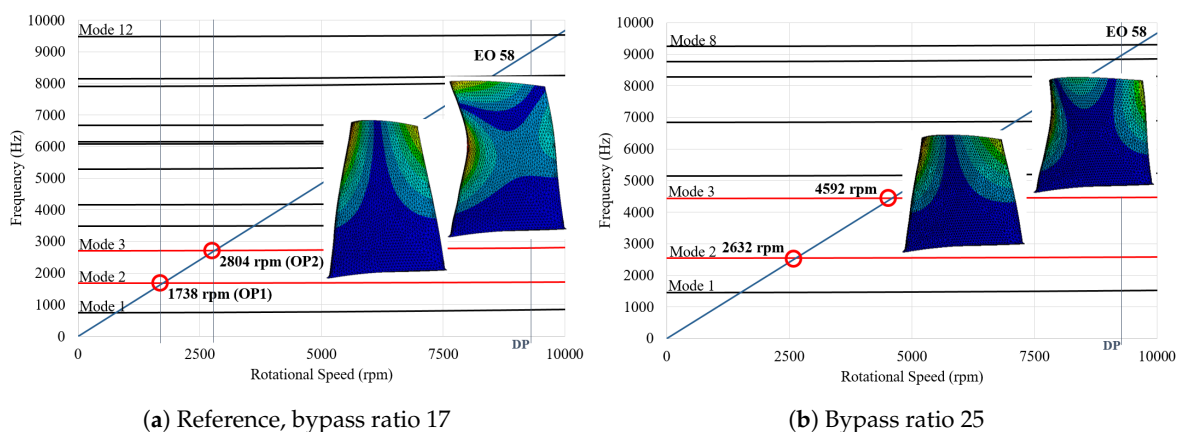 10000
9000
8000
7000
6000
5000
4000
3000
2000
1000
0
Frequency (Hz)
Mode 12
EO 58
Mode 3
2804 rpm (OP2)
Mode 2
1738 rpm (OP1)
Mode 1
DP
0
2500
5000
7500
10000
Rotational Speed (rpm)
(a) Reference, bypass ratio 17
10000
9000
8000
7000
6000
5000
4000
3000
2000
1000
0
Frequency (Hz)
EO 58
Mode 8
4592 rpm
Mode 3
2632 rpm
Mode 2
Mode 1
DP
0
2500
5000
7500
10000
Rotational Speed (rpm)
(b) Bypass ratio 25